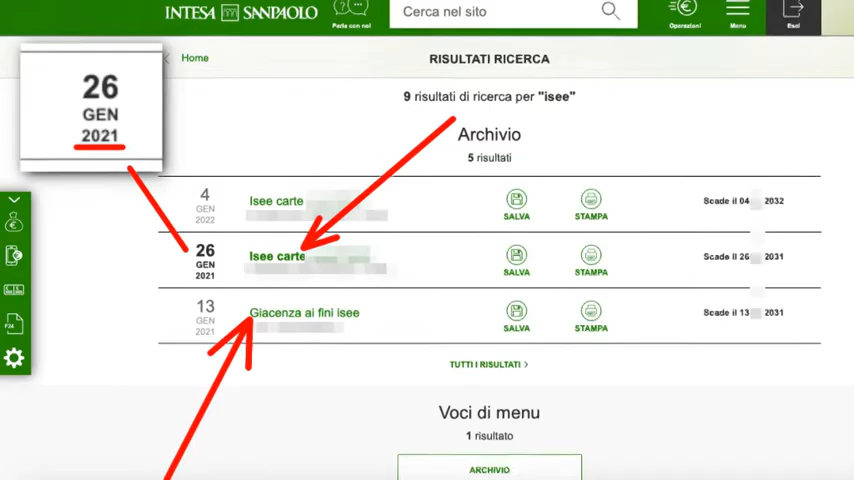 INTESA SANPAOLO
Parla con noi
Cerca nel sito
Operazioni
Menu
Esci
Home
RISULTATI RICERCA
26
GEN
2021
9 risultati di ricerca per "isee"
Archivio
5 risultati
4
GEN
2022
Isee carte
SALVA
STAMPA
Scade il 04 2032
26
GEN
2021
Isee carte
SALVA
STAMPA
Scade il 26 2031
13
GEN
2021
Giacenza ai fini isee
SALVA
STAMPA
Scade il 13 2031
F24
TUTTI I RISULTATI >
Voci di menu
1 risultato
ARCHIVIO